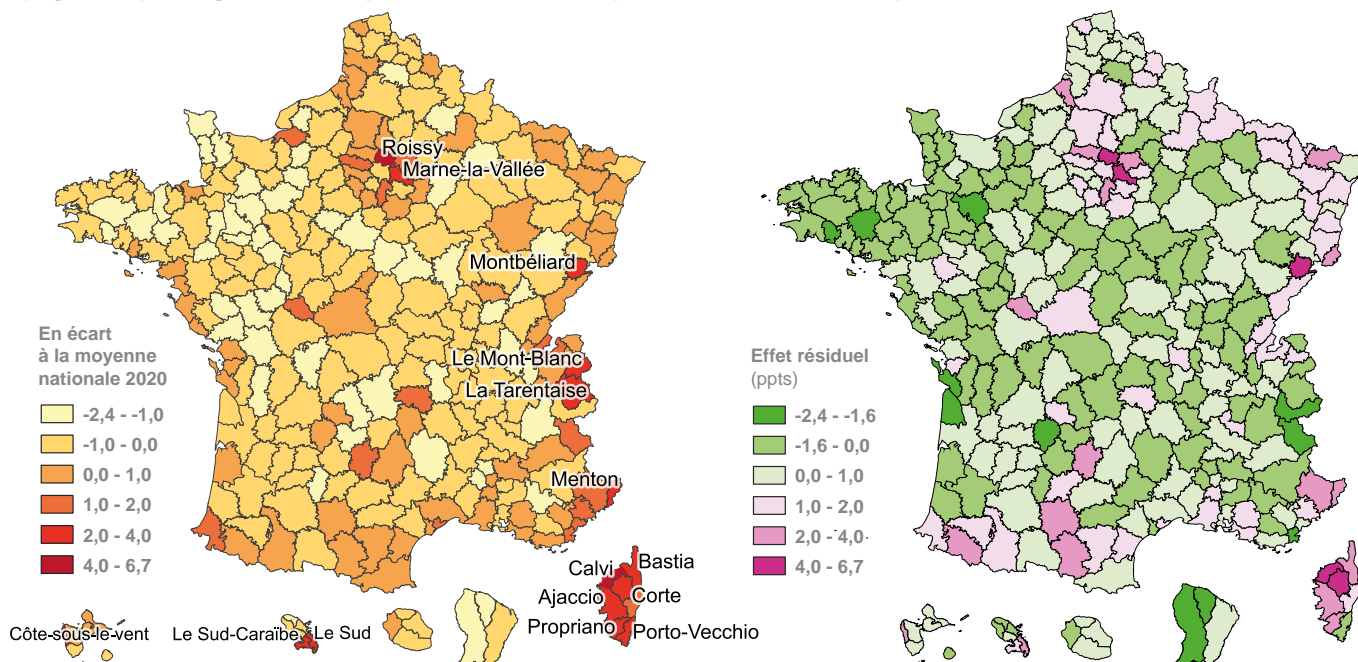 Roissy
Marne-la-Vallée
Montbéliard
En écart
à la moyenne
nationale 2020
-2,4 - -1,0
-1,0 - 0,0
0,0 - 1,0
1,0 - 2,0
2,0 - 4,0
4,0 - 6,7
Le Mont-Blanc
La Tarentaise
Menton
Calvi
Bastia
Ajaccio
Corte
Propriano
Porto-Vecchio
Côte-sous-le-vent
Le Sud-Caraïbe
Le Sud
Effet résiduel
(ppts)
-2,4 - -1,6
-1,6 - 0,0
0,0 - 1,0
1,0 - 2,0
2,0 - 4,0
4,0 - 6,7